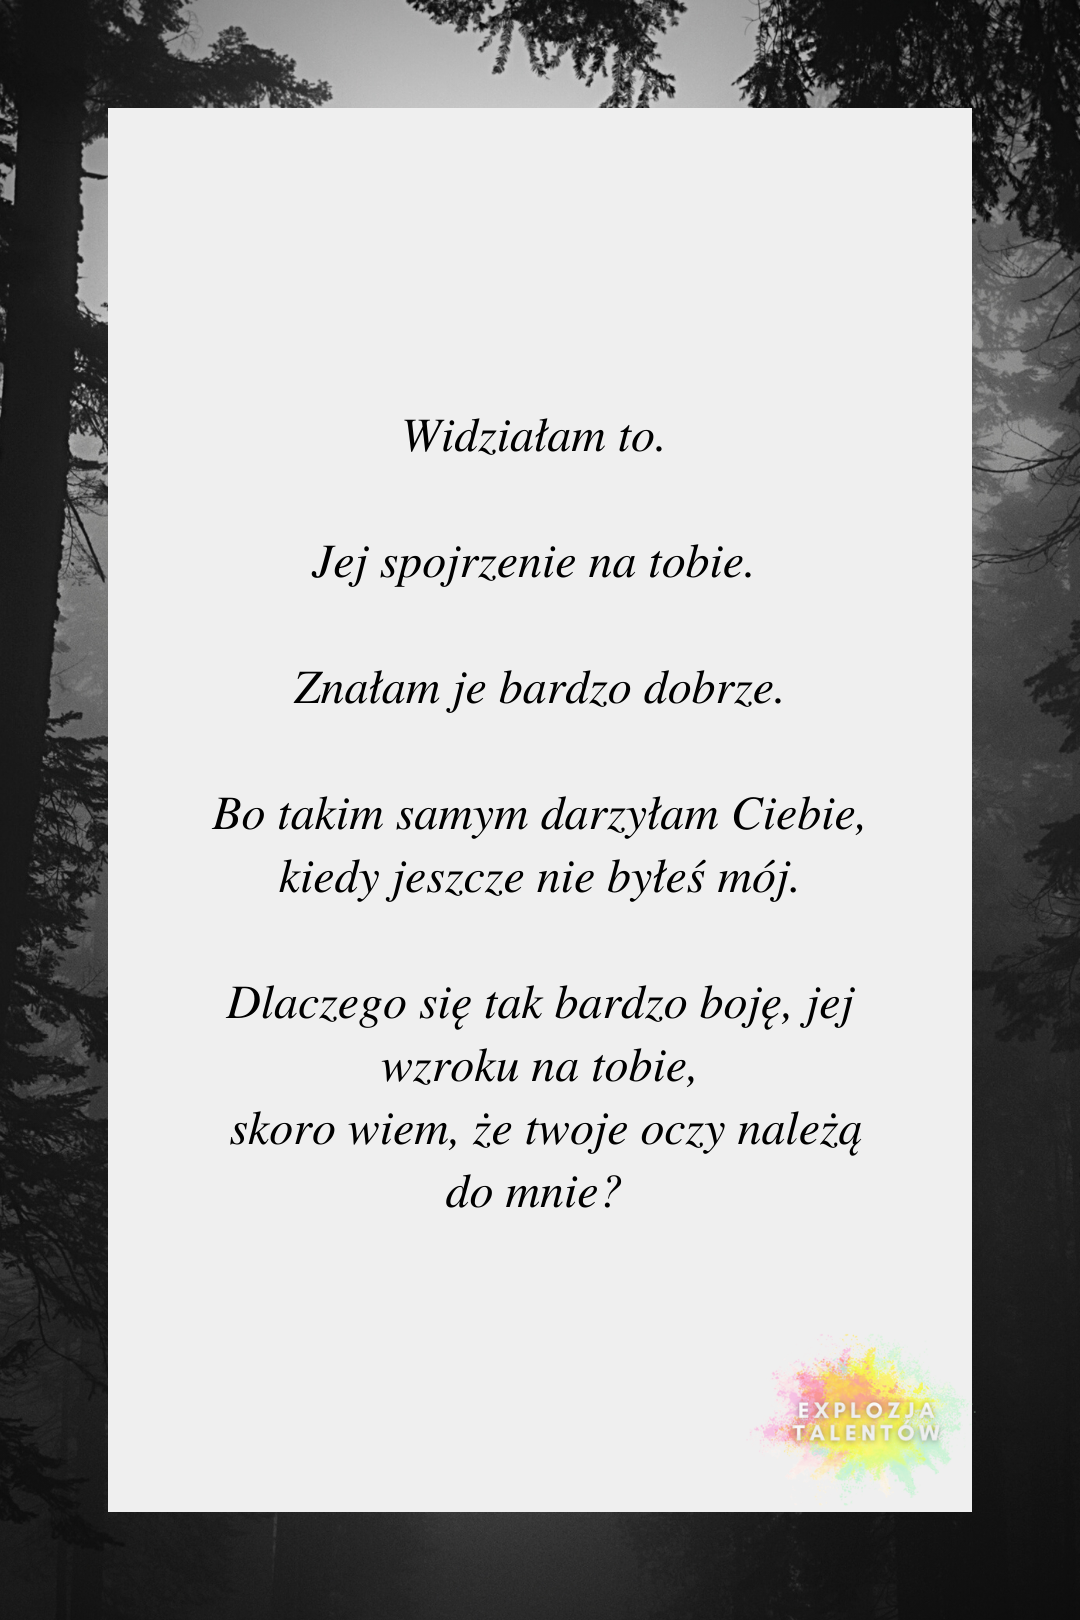 Widziałam to.
Jej spojrzenie na tobie.
Znałam je bardzo dobrze.
Bo takim samym darzyłam Ciebie,
kiedy jeszcze nie byłeś mój.
Dlaczego się tak bardzo boję, jej
wzroku na tobie,
skoro wiem, że twoje oczy należą
do mnie?
EXPLOZJA
TALENTÓW